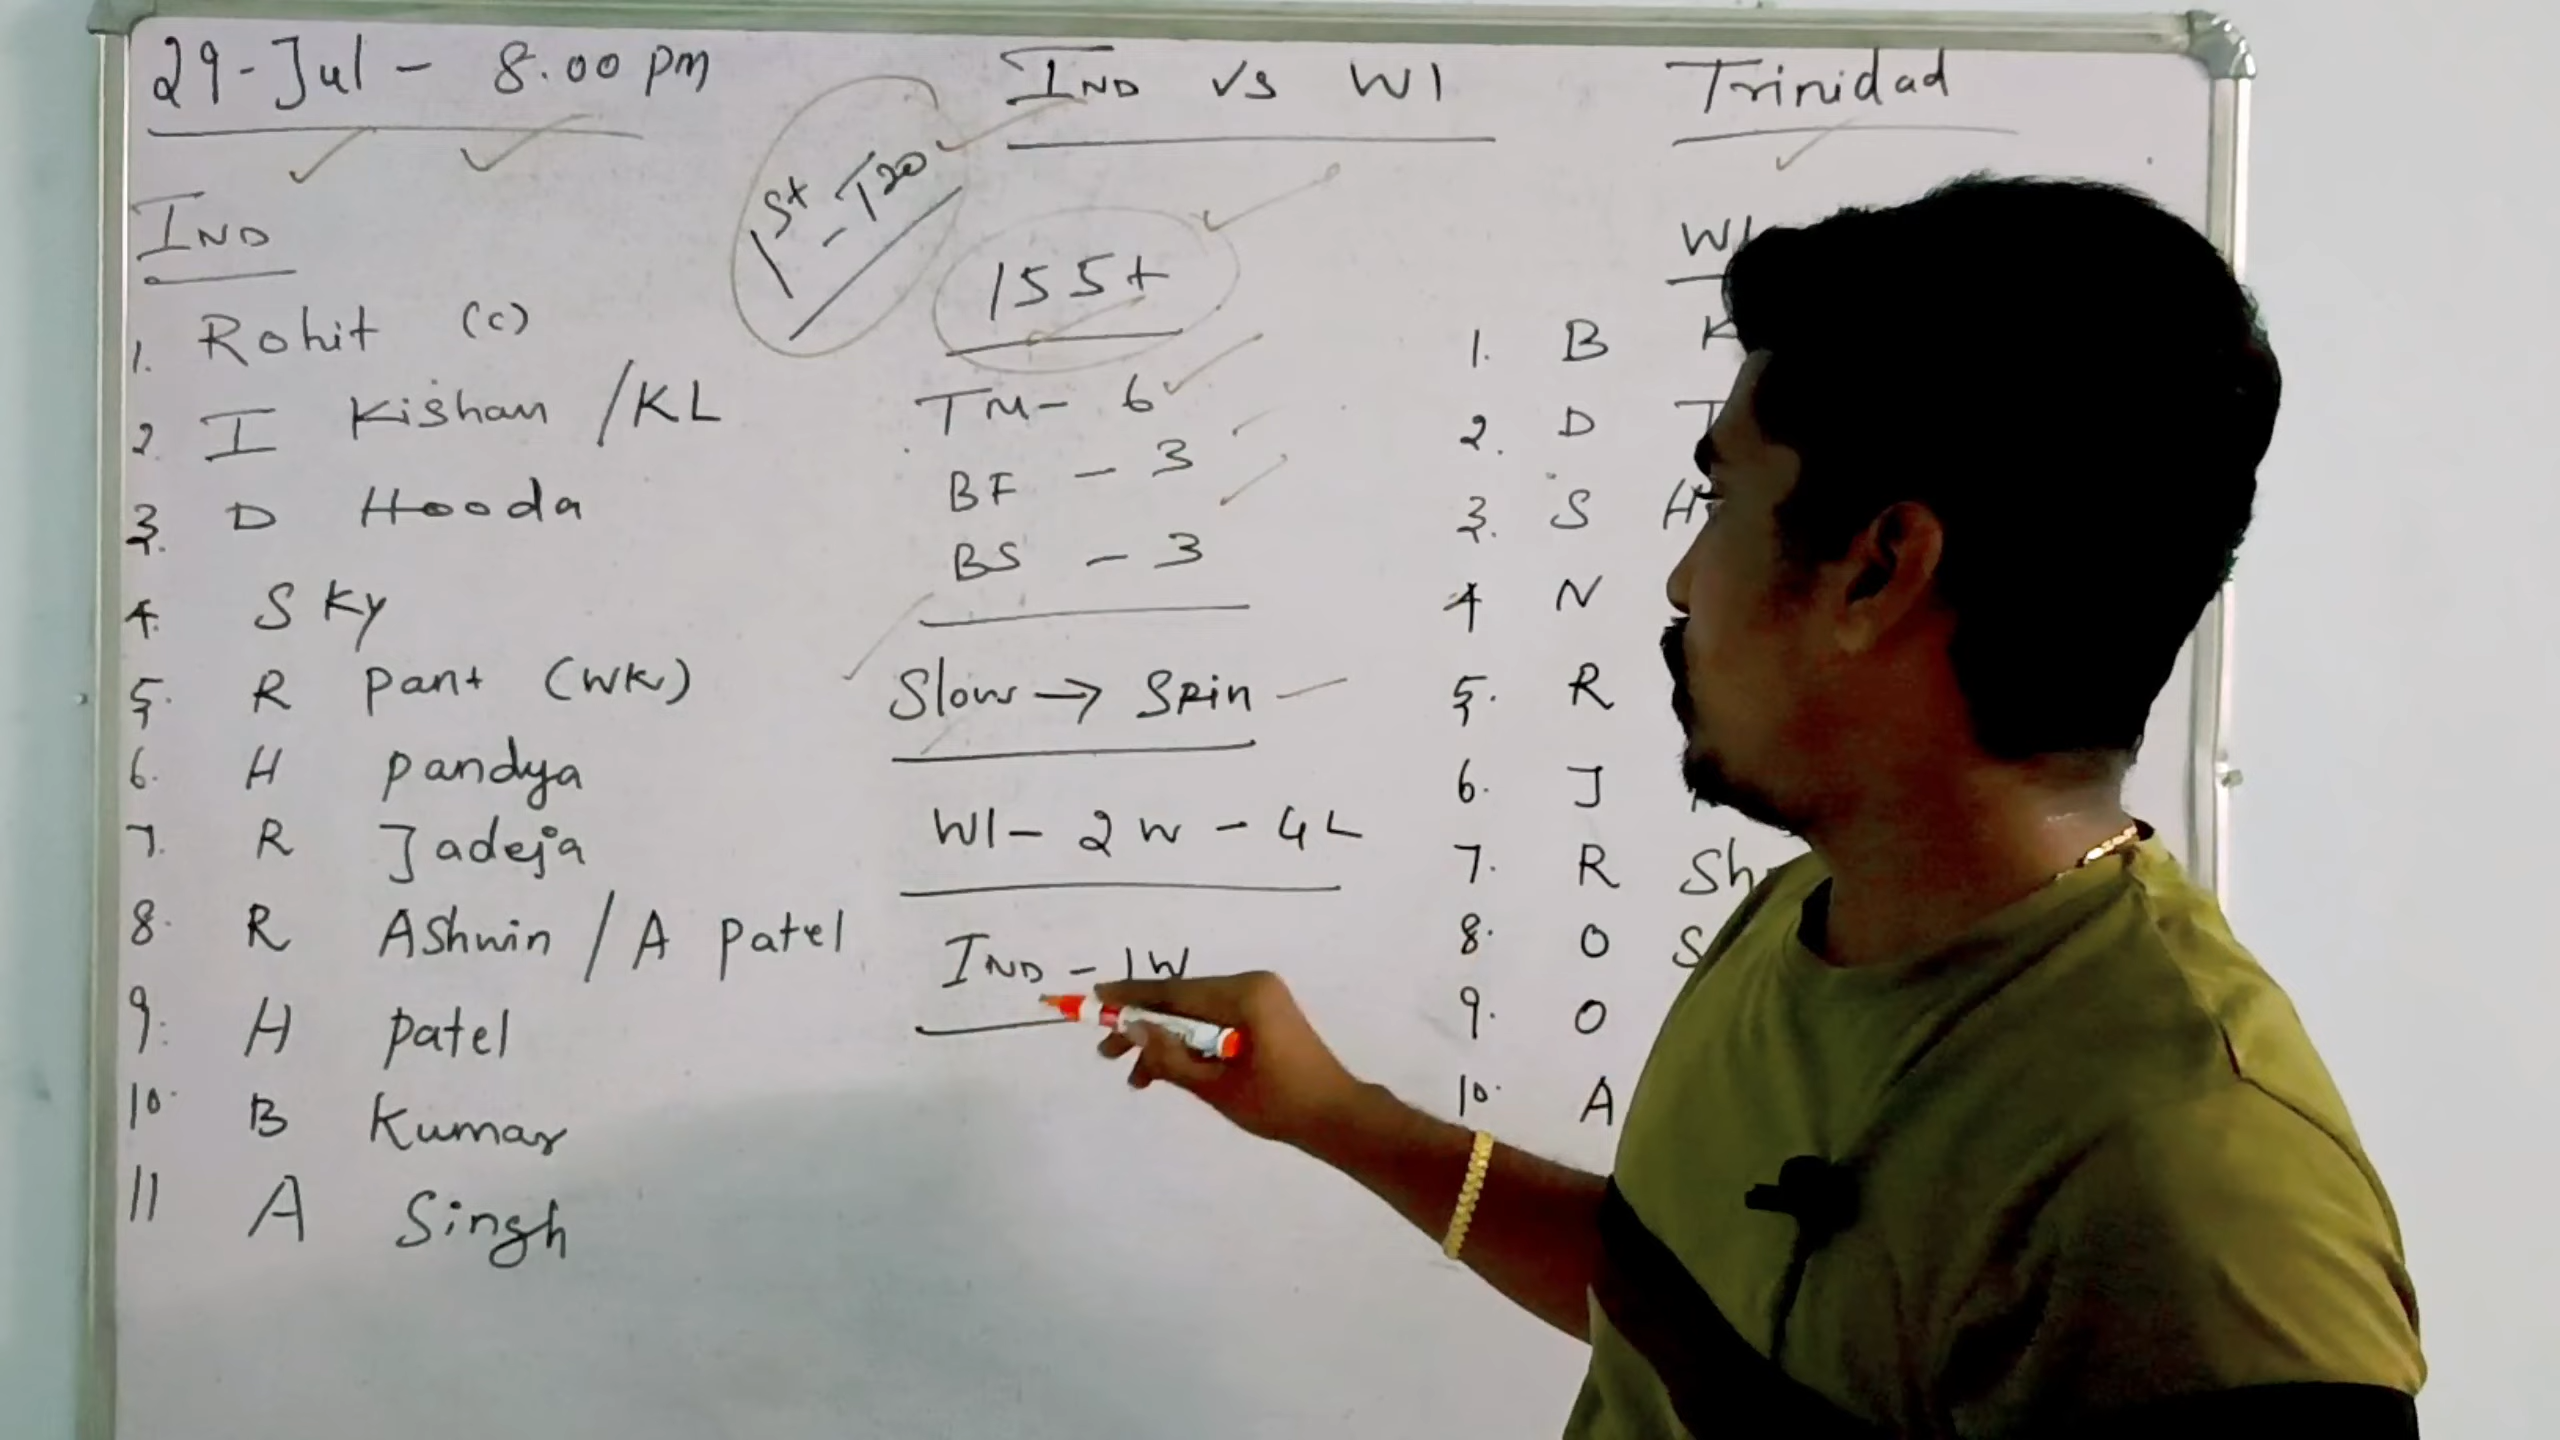 29-Jul - 8.00 pm
IND vs WI
Trinidad
1st - T20
IND
1. Rohit (c)
2. I Kishan /KL
3. D Hooda
4. SKY
5. R Pant (WK)
6. H Pandya
7. R Jadeja
8. R Ashwin / A Patel
9. H Patel
10. B Kumar
11 A Singh
155+
TM- 6
BF - 3
BS - 3
Slow → Spin
WI - 2W - 4L
IND - 1W
WI
1. B K
2. D
3. S H
4 N
5. R
6. J
7. R Sh
8. O S
9. O
10. A